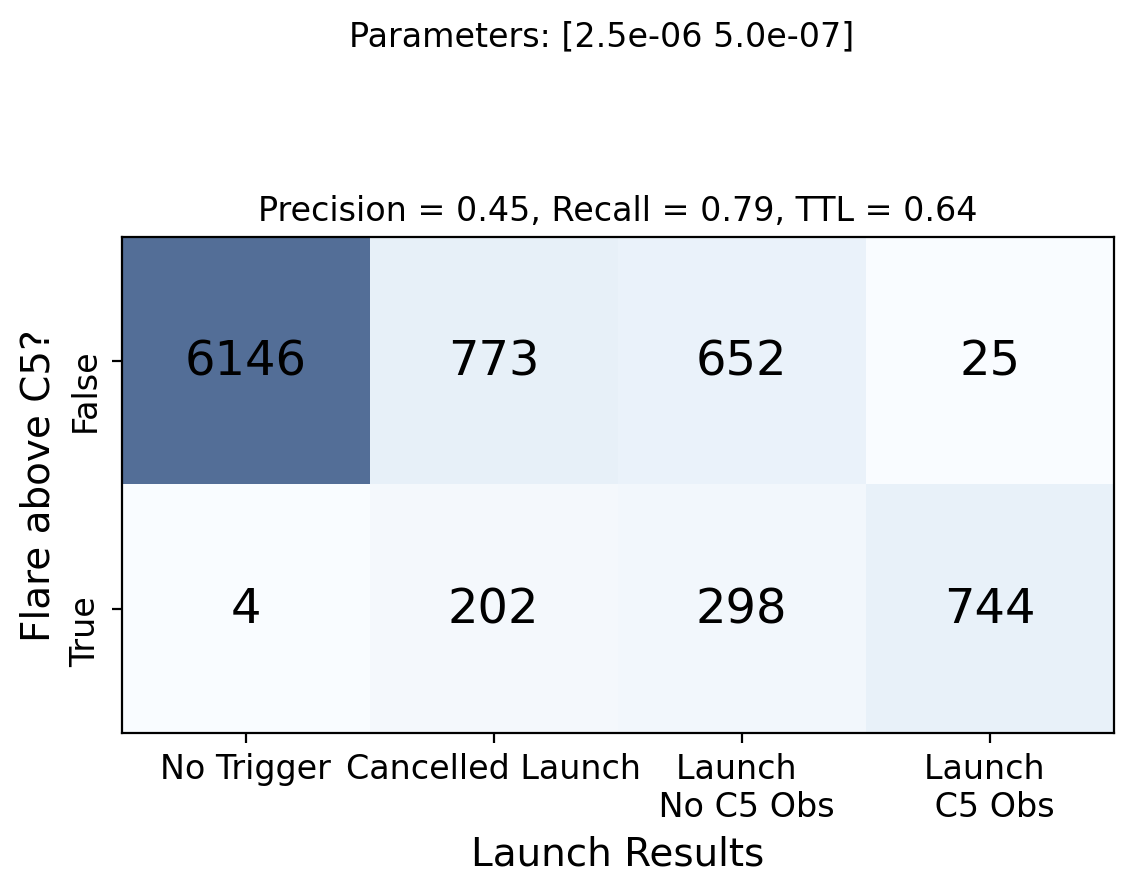 Parameters: [2.5e-06 5.0e-07]
Precision = 0.45, Recall = 0.79, TTL = 0.64
Flare above C5?
False
6146 773 652 25
True
4 202 298 744
No Trigger Cancelled Launch Launch Launch
No C5 Obs C5 Obs
Launch Results